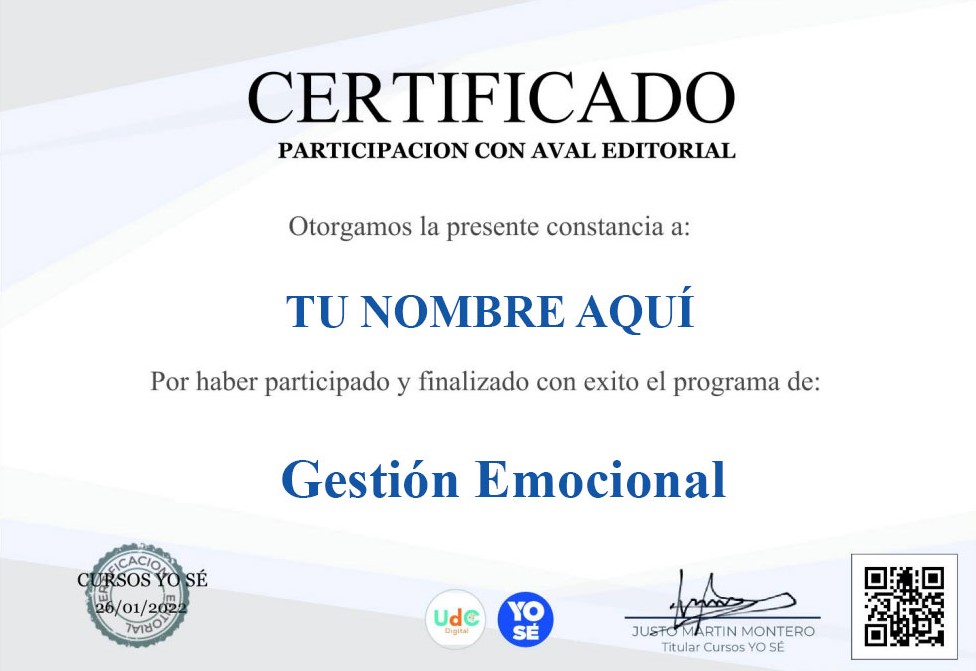 CERTIFICADO
PARTICIPACION CON AVAL EDITORIAL
Otorgamos la presente constancia a:
TU NOMBRE AQUÍ
Por haber participado y finalizado con exito el programa de:
Gestión Emocional
CERTIFICACION
CURSOS YO SÉ
26/01/2022
EDITORIAL
UdC
Digital
YO
SÉ
JUSTO MARTIN MONTERO
Titular Cursos YO SÉ